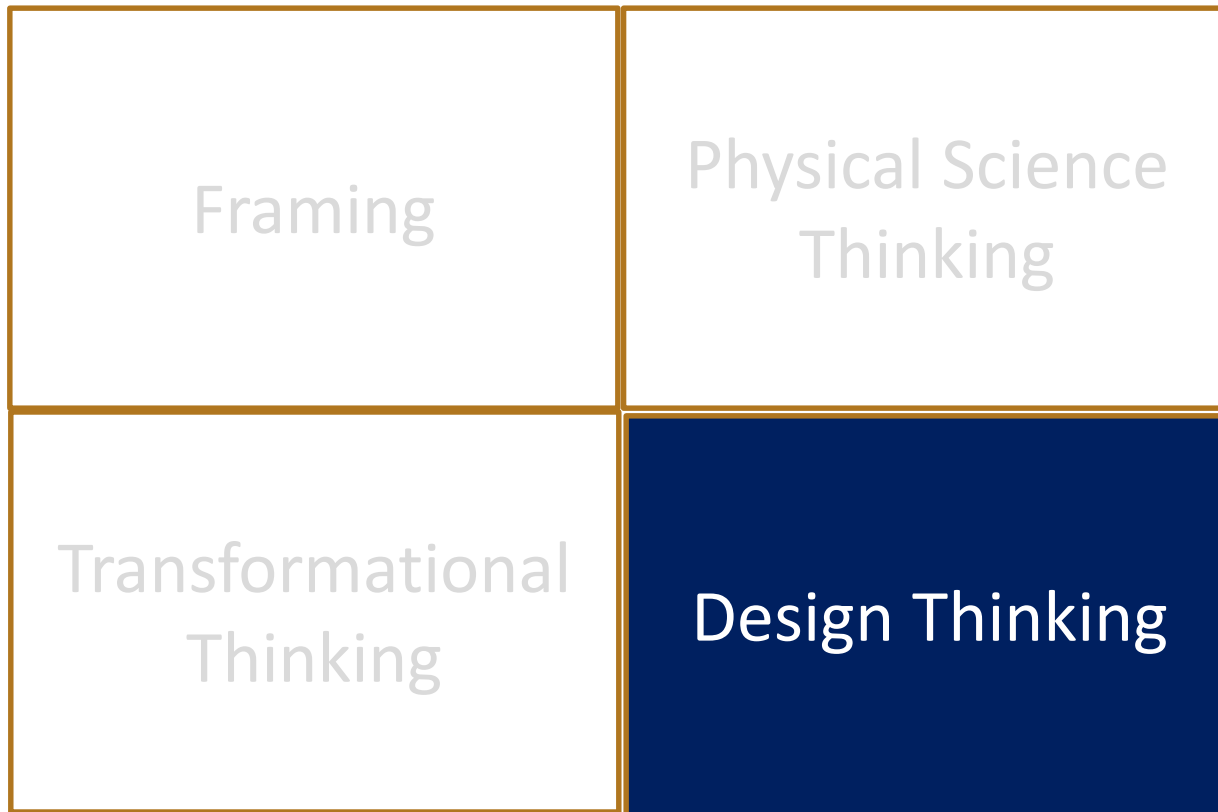 Framing
Physical Science
Thinking
Transformational
Thinking
Design Thinking